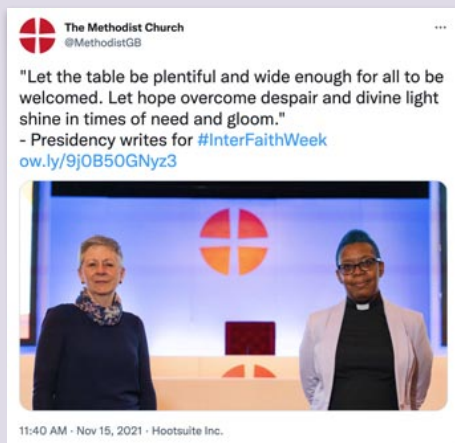 The Methodist Church
@MethodistGB
"Let the table be plentiful and wide enough for all to be
welcomed. Let hope overcome despair and divine light
shine in times of need and gloom."
- Presidency writes for #InterFaithWeek
ow.ly/9j0B50GNyz3
11:40 AM · Nov 15, 2021 · Hootsuite Inc.